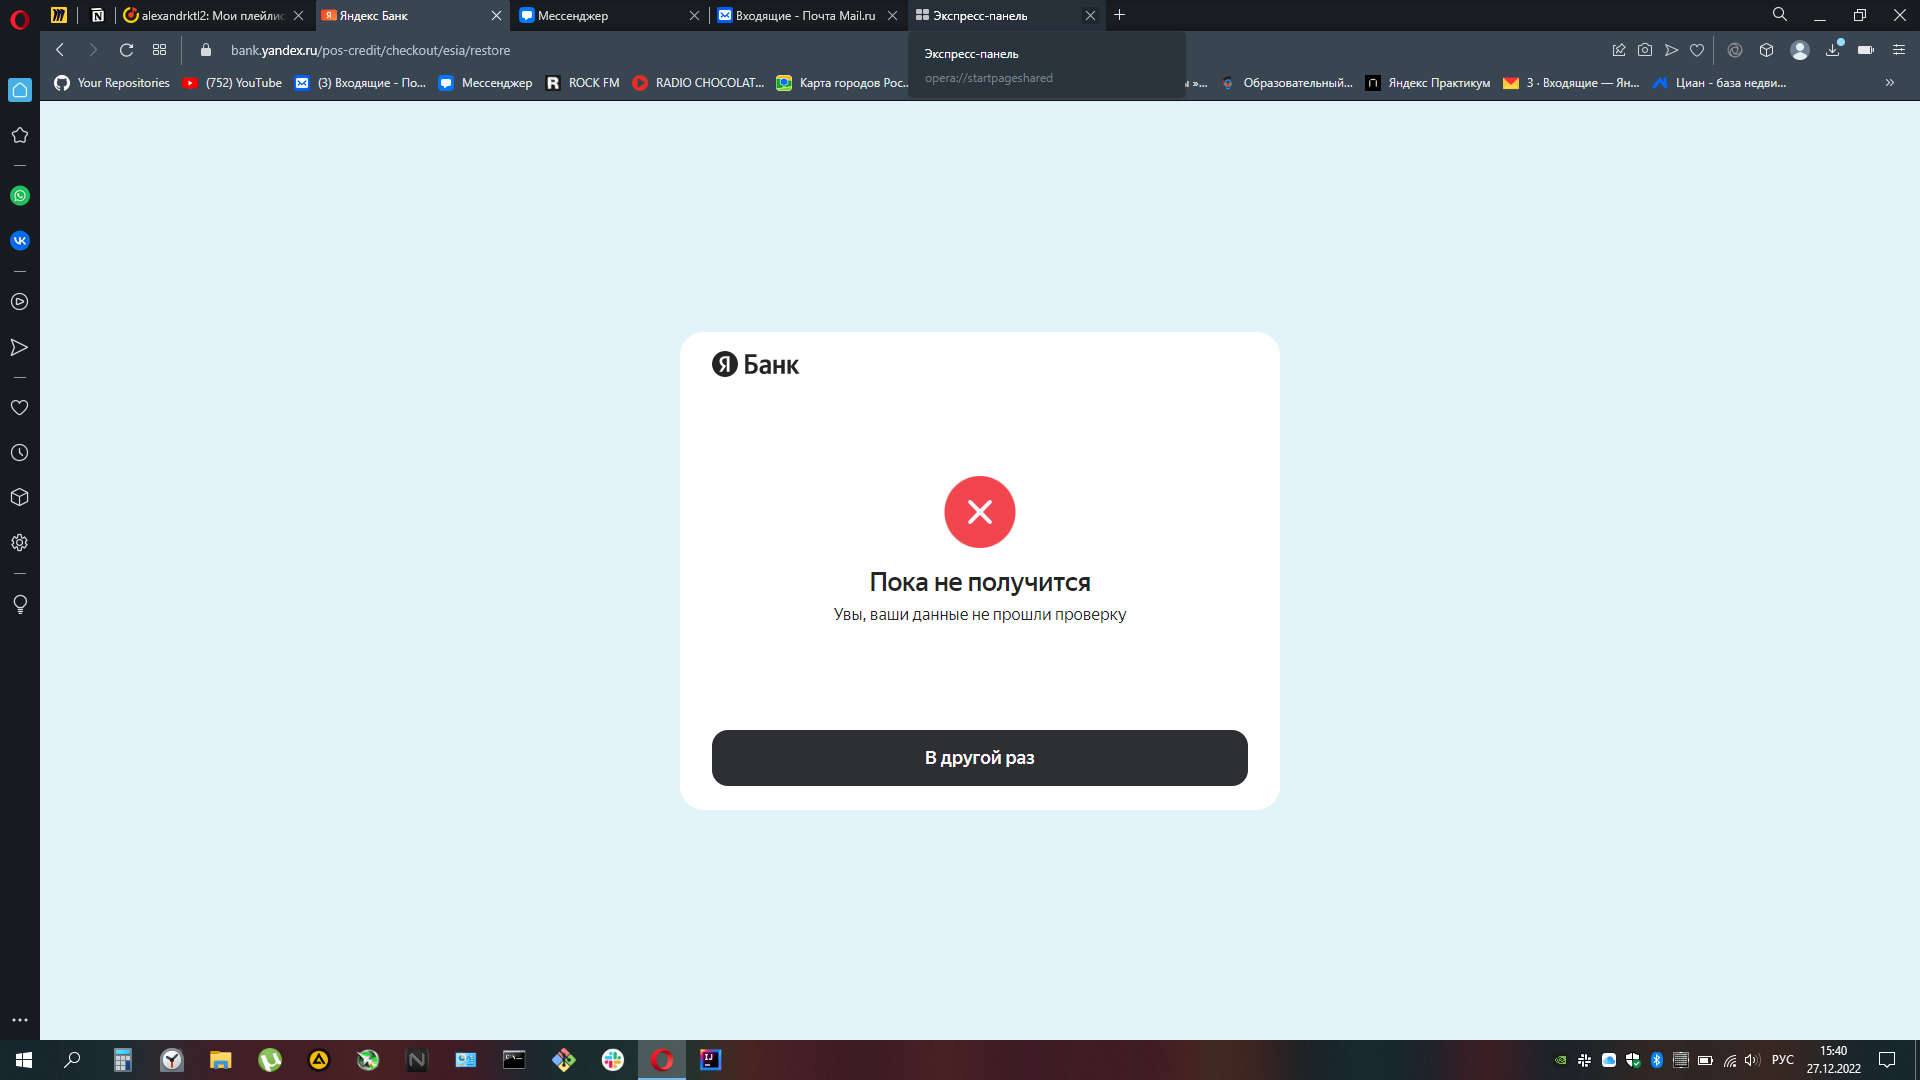 alexandrktl2: Мои плейлис
Яндекс Банк
Мессенджер
Входящие - Почта Mail.ru
Экспресс-панель
bank.yandex.ru/pos-credit/checkout/esia/restore
Экспресс-панель
opera://startpageshared
Your Repositories
(752) YouTube
(3) Входящие - По...
Мессенджер
ROCK FM
RADIO CHOCOLAT...
Карта городов Рос...
ы »...
Образовательный...
Яндекс Практикум
3 · Входящие — Ян...
Циан - база недви...
Я Банк
Пока не получится
Увы, ваши данные не прошли проверку
В другой раз
РУС
15:40
27.12.2022